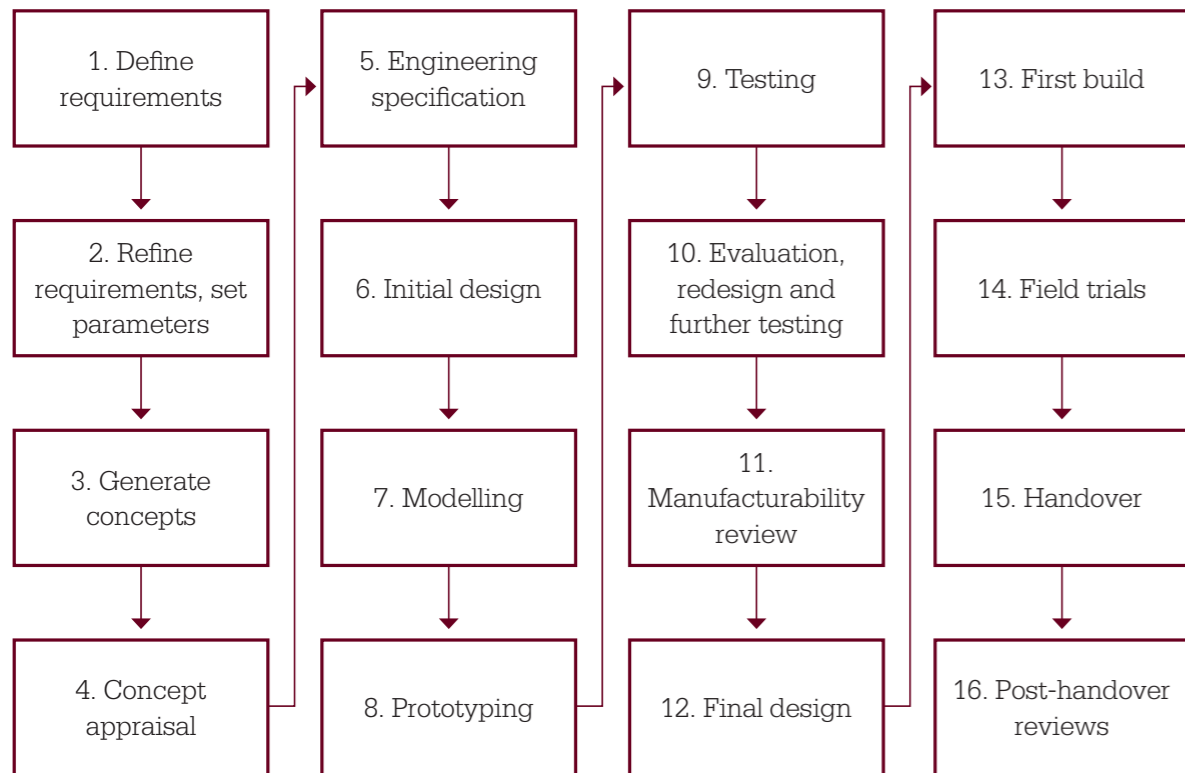 1. Define
requirements
2. Refine
requirements, set
parameters
3. Generate
concepts
4. Concept
appraisal
5. Engineering
specification
6. Initial design
7. Modelling
8. Prototyping
9. Testing
10. Evaluation,
redesign and
further testing
11.
Manufacturability
review
12. Final design
13. First build
14. Field trials
15. Handover
16. Post-handover
reviews